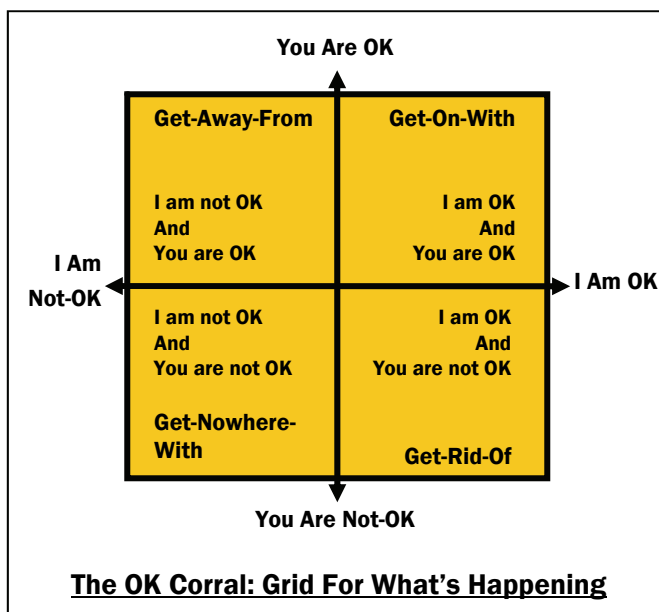 You Are OK
Get-Away-From
I am not OK
And
You are OK
Get-On-With
I am OK
And
You are OK
I Am
Not-OK
I Am OK
I am not OK
And
You are not OK
Get-Nowhere-
With
I am OK
And
You are not OK
Get-Rid-Of
You Are Not-OK
The OK Corral: Grid For What's Happening